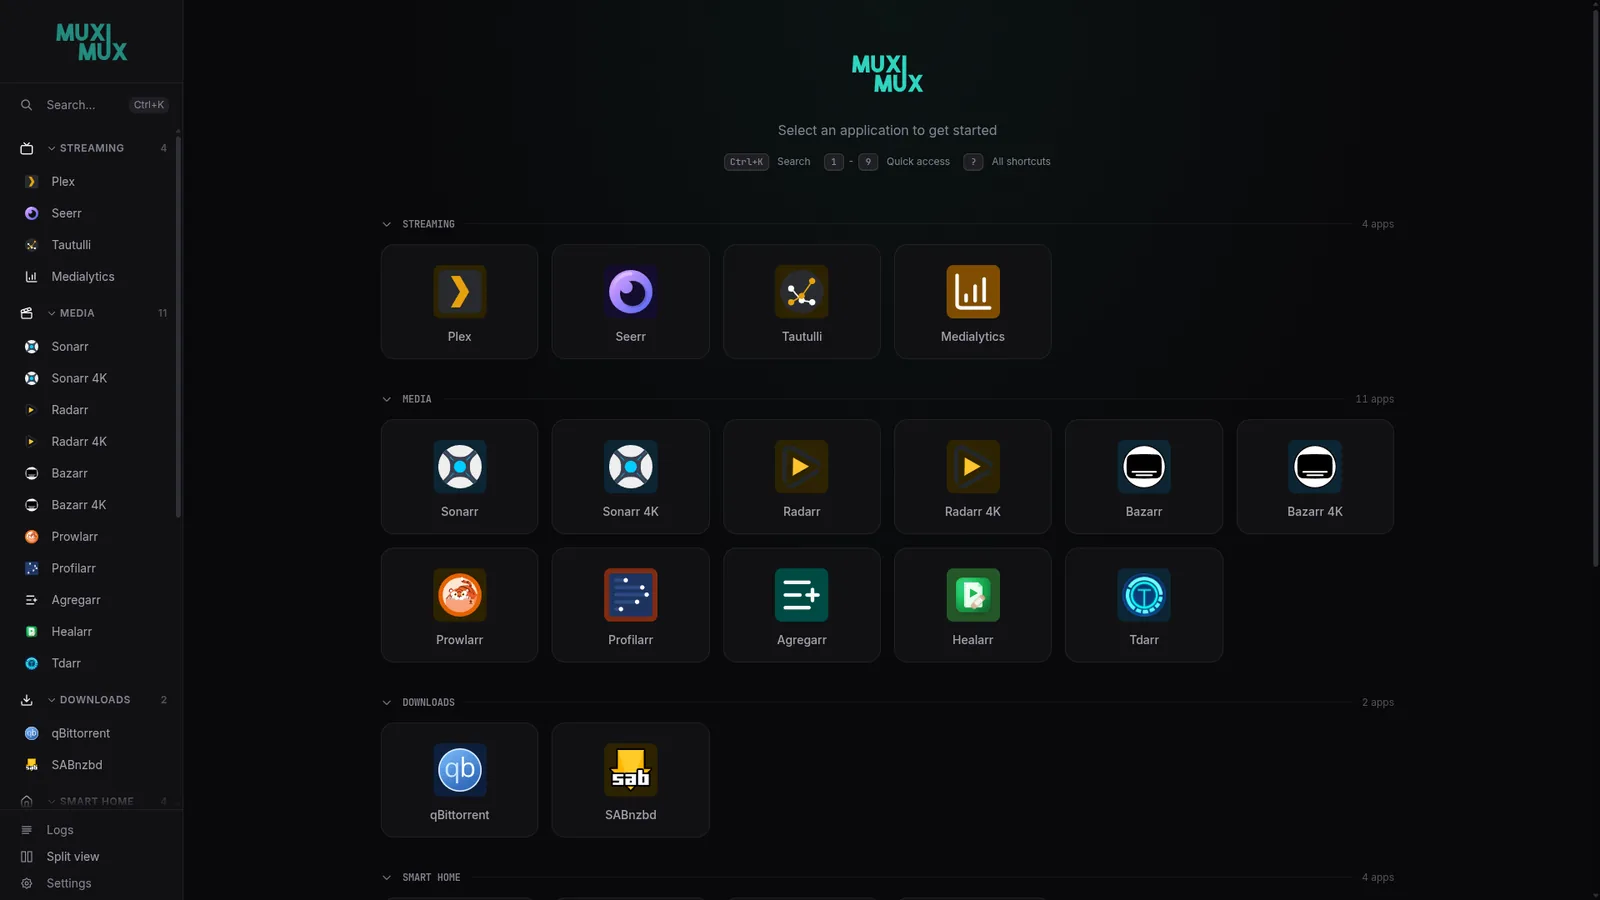 MUXI
MUX
Search...
Ctrl+K
STREAMING
4
Plex
Seerr
Tautulli
Medialytics
MEDIA
11
Sonarr
Sonarr 4K
Radarr
Radarr 4K
Bazarr
Bazarr 4K
Prowlarr
Profilarr
Agregarr
Healarr
Tdarr
DOWNLOADS
2
qBittorrent
SABnzbd
SMART HOME
4
Logs
Split view
Settings
MUXI
MUX
Select an application to get started
Ctrl+K Search 1 - 9 Quick access ? All shortcuts
STREAMING
4 apps
Plex
Seerr
Tautulli
Medialytics
MEDIA
11 apps
Sonarr
Sonarr 4K
Radarr
Radarr 4K
Bazarr
Bazarr 4K
Prowlarr
Profilarr
Agregarr
T
Healarr
Tdarr
DOWNLOADS
2 apps
qb
qBittorrent
sab
SABnzbd
SMART HOME
4 apps